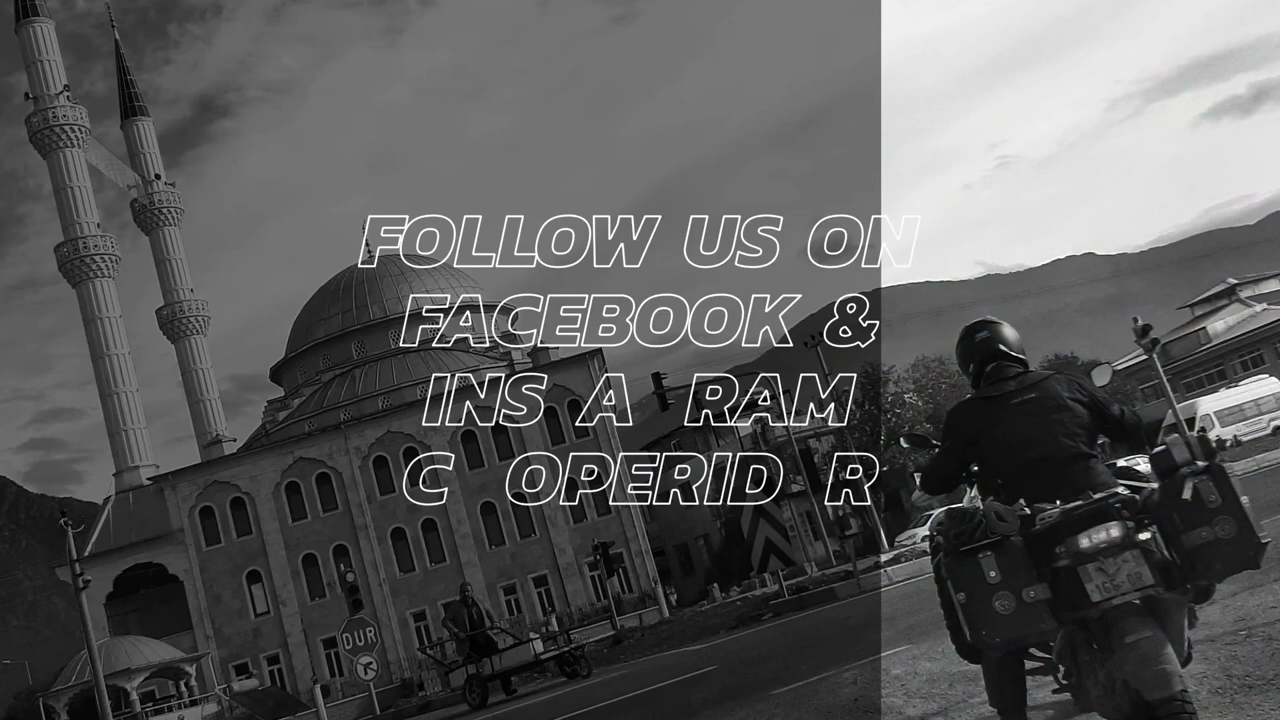 FOLLOW US ON
FACEBOOK &
INS A RAM
C OPERID R
DUR